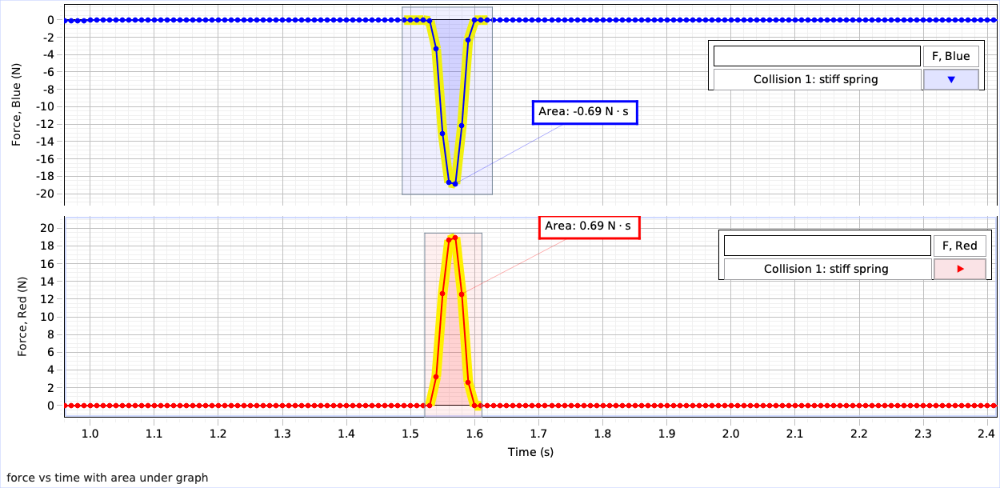 Force, Blue (N)
0
-2
-4
-6
-8
-10
-12
-14
-16
-18
-20
F, Blue
Collision 1: stiff spring
▼
Area: -0.69 N · s
Force, Red (N)
20
18
16
14
12
10
8
6
4
2
0
Area: 0.69 N · s
F, Red
Collision 1: stiff spring
▶
1.0 1.1 1.2 1.3 1.4 1.5 1.6 1.7 1.8 1.9 2.0 2.1 2.2 2.3 2.4
Time (s)
force vs time with area under graph